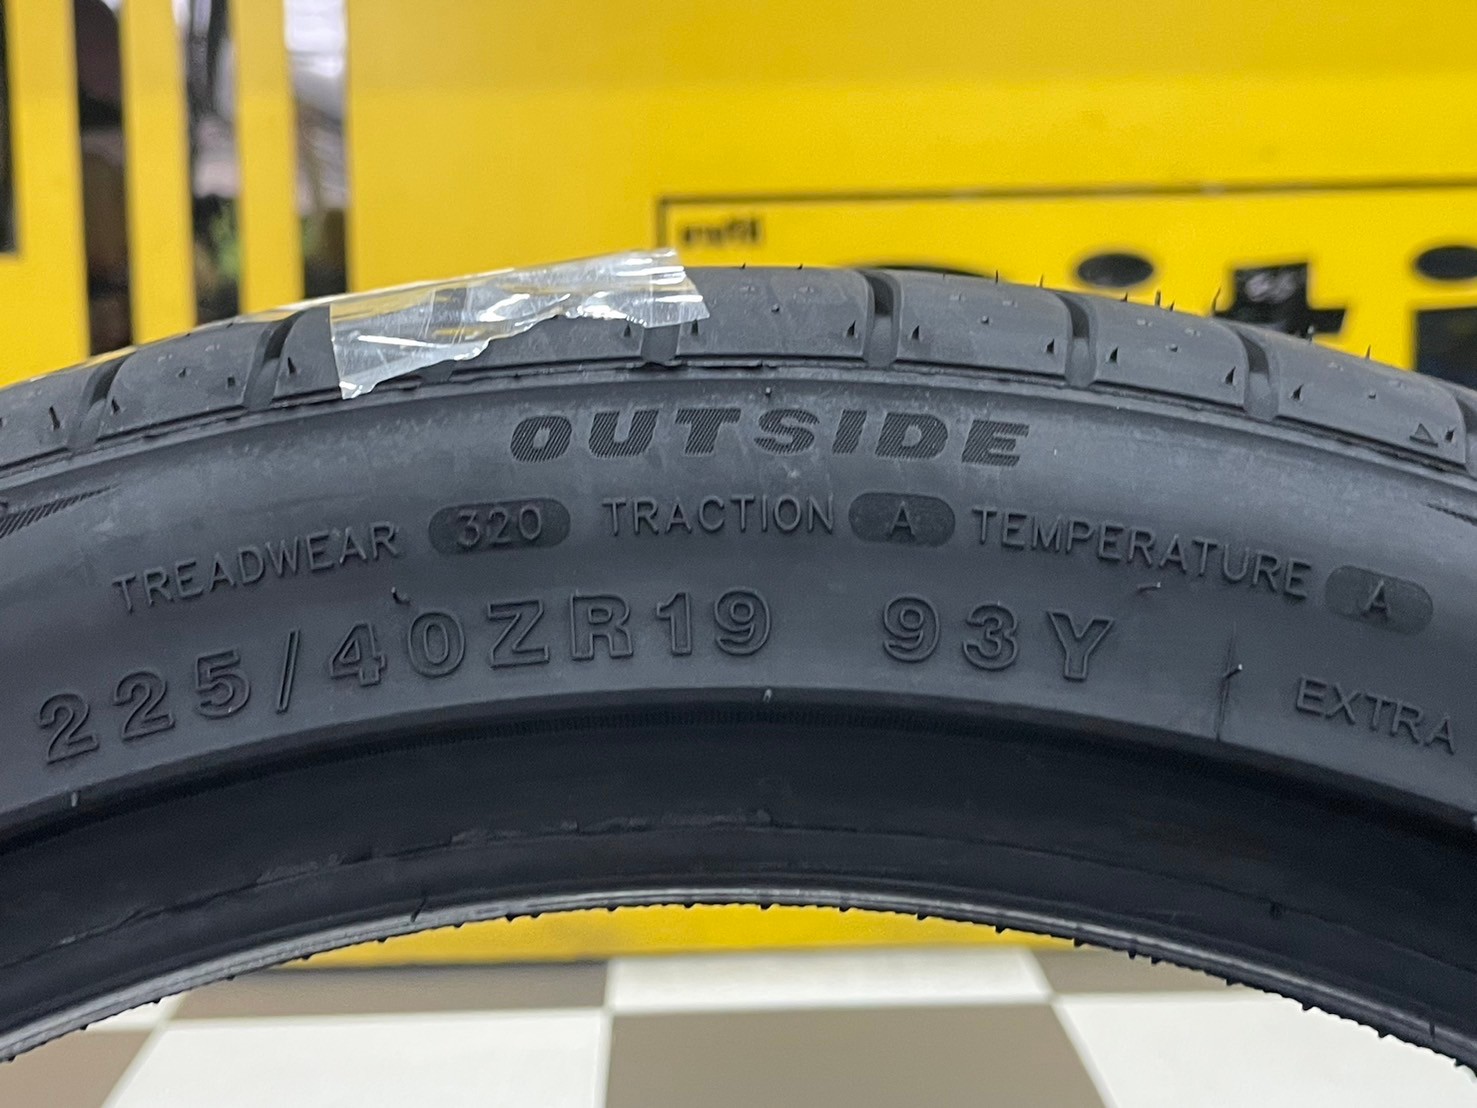 OUTSIDE
TREADWEAR 320 TRACTION A TEMPERATURE A
225/40ZR19 93Y EXTRA